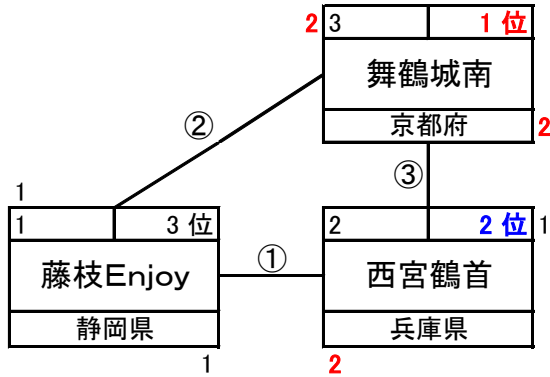 2 3 1 位
舞鶴城南
京都府 2
②
③
1
1 3 位
藤枝Enjoy
静岡県
1
①
2 2 位 1
西宮鶴首
兵庫県
2